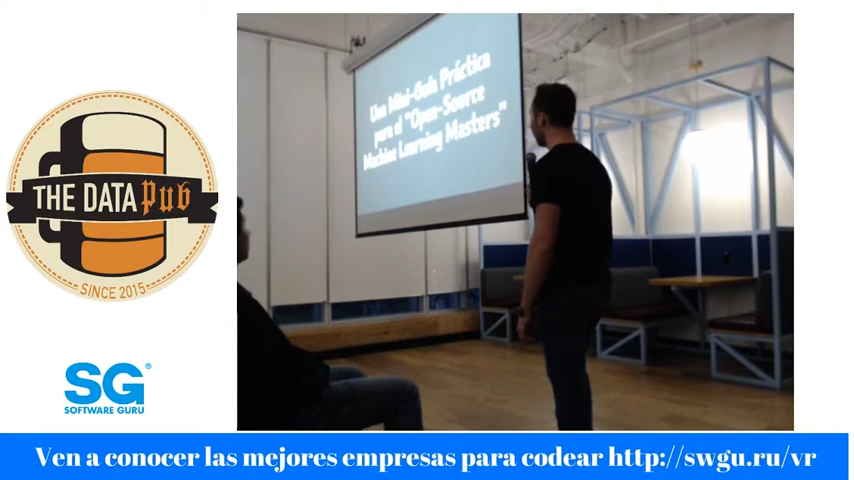 Una Mini-Guía Práctica
para el "Open-Source
Machine Learning Masters"
THE DATA Pub
SINCE 2015
SG®
SOFTWARE GURU
Ven a conocer las mejores empresas para codear http://swgu.ru/vr